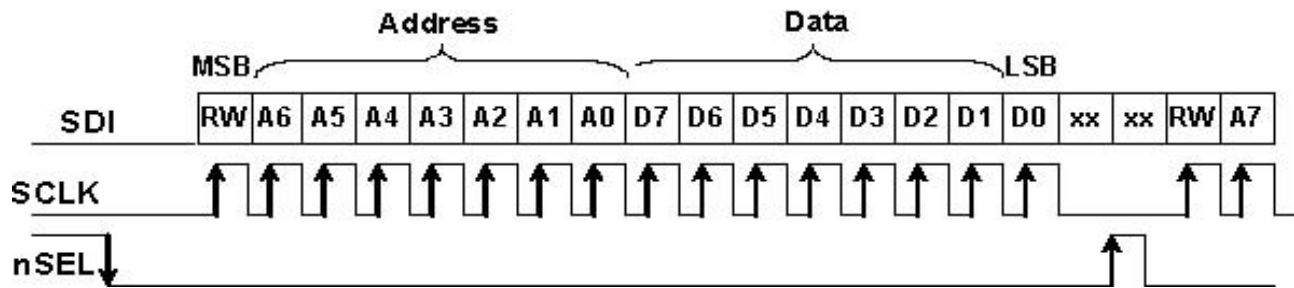 Address Data
MSB LSB
SDI RW A6 A5 A4 A3 A2 A1 A0 D7 D6 D5 D4 D3 D2 D1 D0 xx xx RW A7
SCLK
nSEL